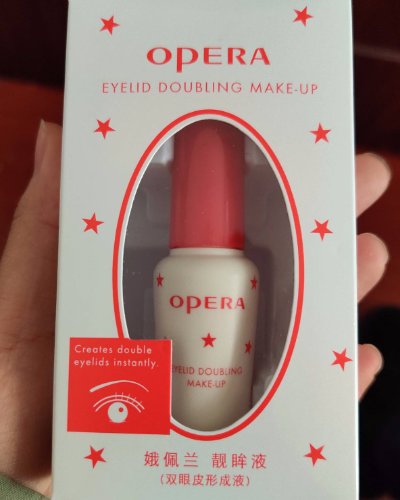 OPERA
EYELID DOUBLING MAKE-UP
OPERA
EYELID DOUBLING
MAKE-UP
Creates double
eyelids instantly.
娥佩兰 靓眸液
(双眼皮形成液)